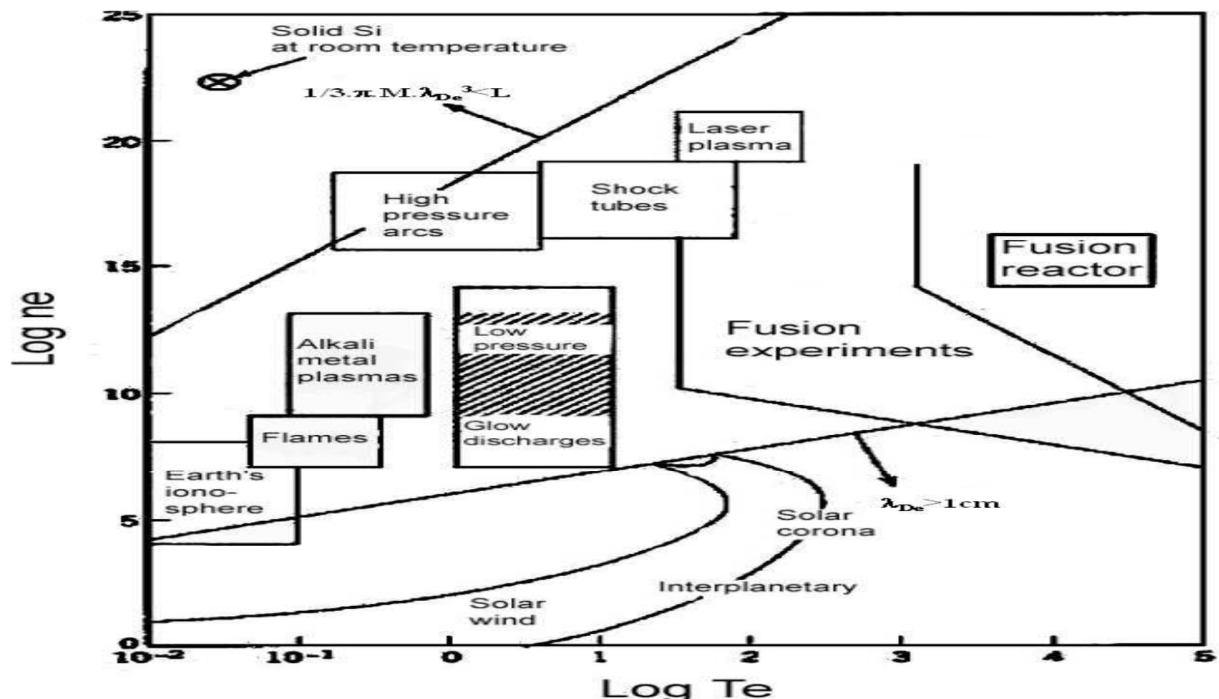 25
Solid Si
at room temperature
1/3.π.M.λDe³<L
20
Laser
plasma
High
pressure
arcs
Shock
tubes
15
Fusion
reactor
Log ne
Alkali
metal
plasmas
Low
pressure
Fusion
experiments
10
Flames
Glow
discharges
Earth's
iono-
sphere
5
λDe>1cm
Solar
corona
Interplanetary
Solar
wind
0
10⁻² 10⁻¹ 0 1 2 3 4 5
Log Te